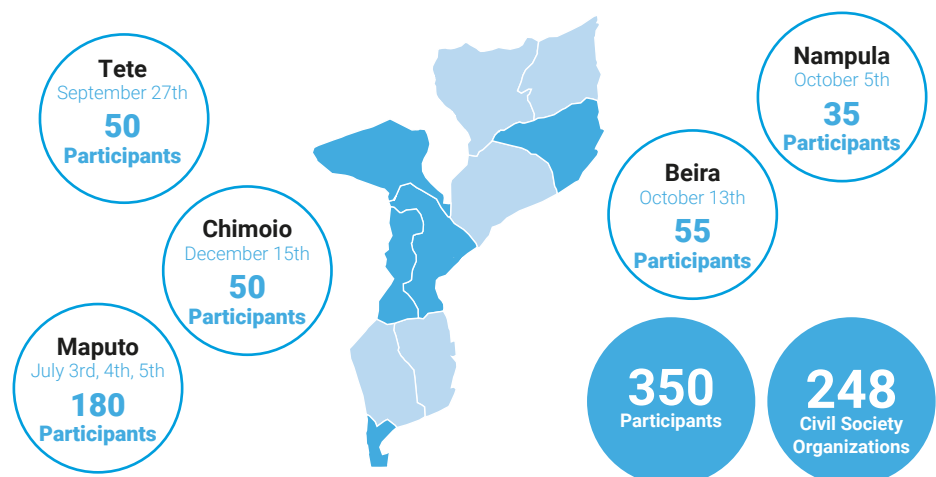 Tete
September 27th
50
Participants
Chimoio
December 15th
50
Participants
Maputo
July 3rd, 4th, 5th
180
Participants
Nampula
October 5th
35
Participants
Beira
October 13th
55
Participants
350
Participants
248
Civil Society
Organizations